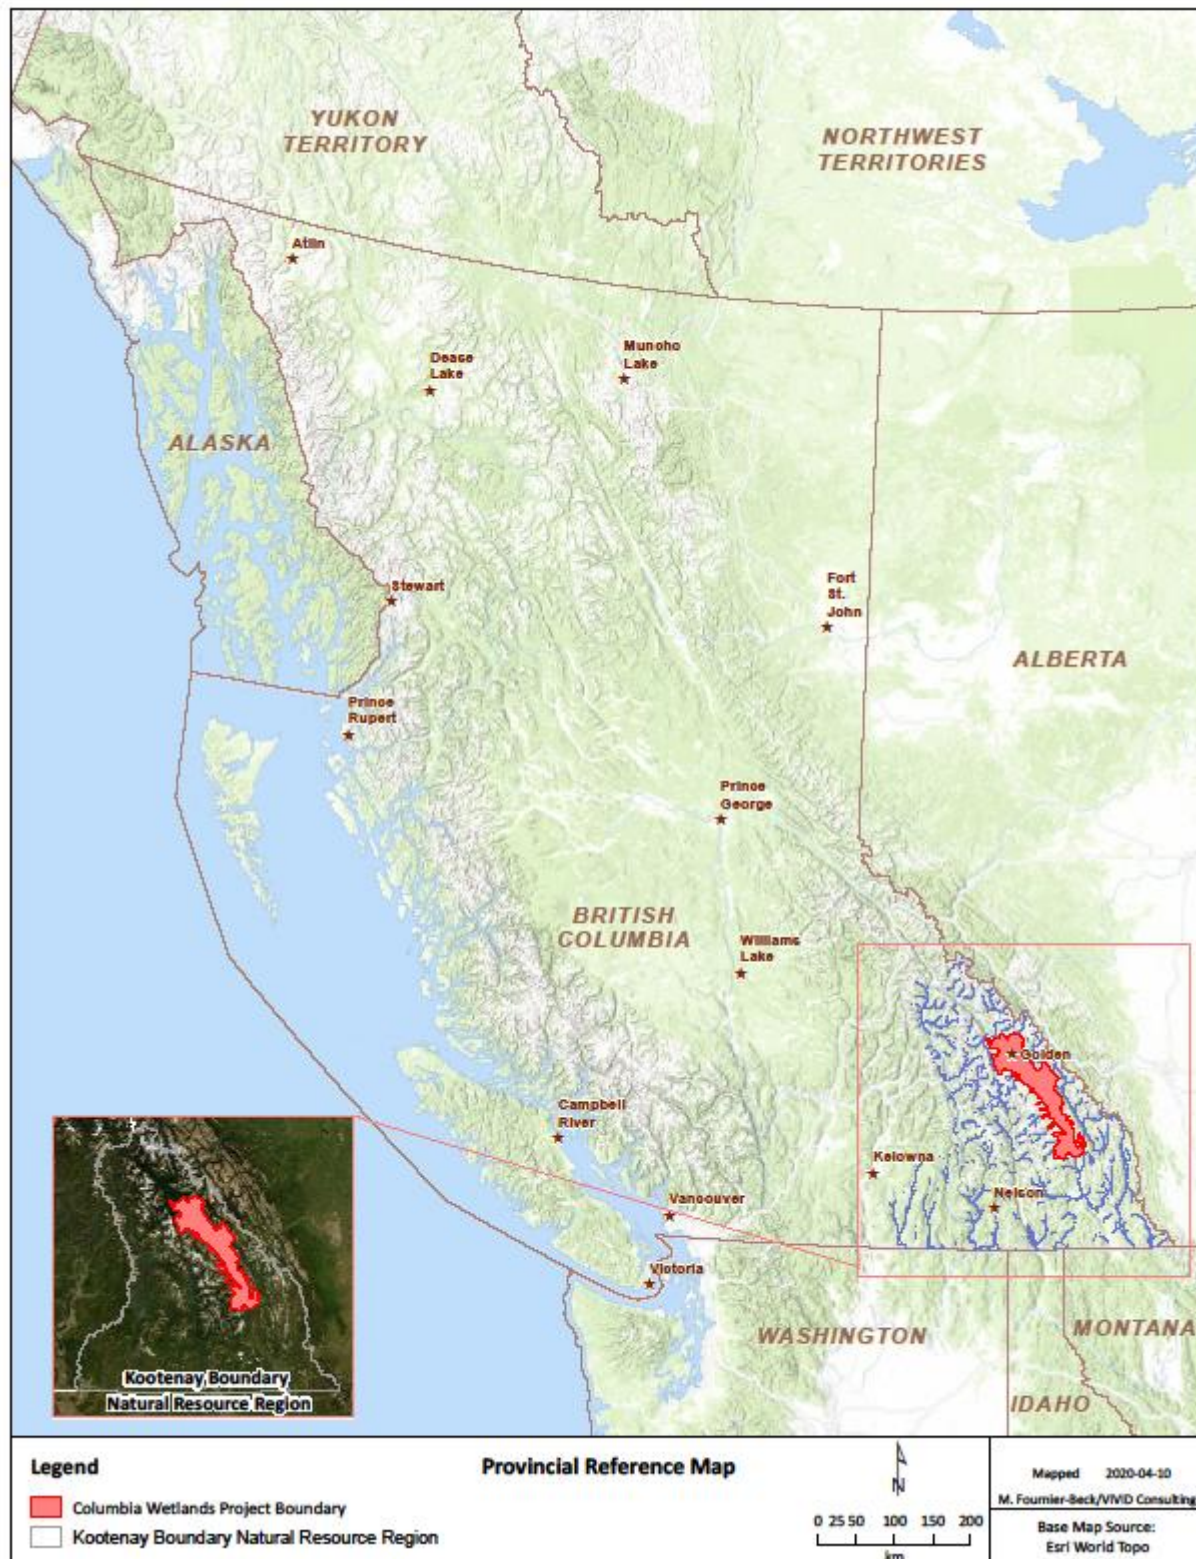 YUKON
TERRITORY
NORTHWEST
TERRITORIES
Atlin
Dease
Lake
Munoho
Lake
ALASKA
Stewart
Fort
St.
John
ALBERTA
Prince
Rupert
Prince
George
BRITISH
COLUMBIA
Williams
Lake
Golden
Campbell
River
Kelowna
Nelson
Vancouver
Victoria
WASHINGTON
MONTANA
IDAHO
Kootenay Boundary
Natural Resource Region
Legend
Columbia Wetlands Project Boundary
Kootenay Boundary Natural Resource Region
Provincial Reference Map
N
0 25 50 100 150 200
km
Mapped 2020-04-10
M. Fournier-Beck/VIVID Consulting
Base Map Source:
Esri World Topo